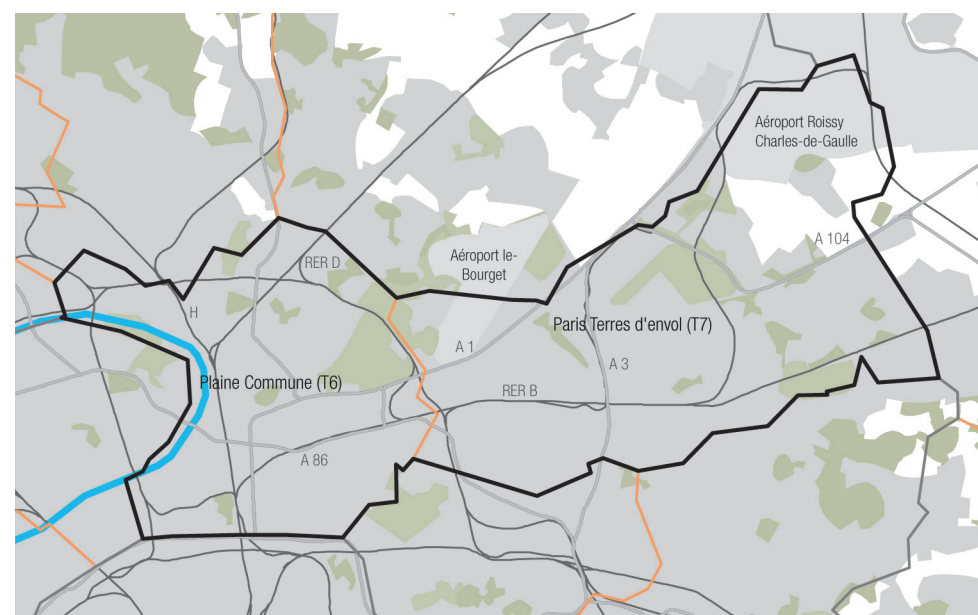 Aéroport Roissy
Charles-de-Gaulle
A 104
Aéroport le-
Bourget
RER D
H
Paris Terres d'envol (T7)
A 1
A 3
Plaine Commune (T6)
RER B
A 86